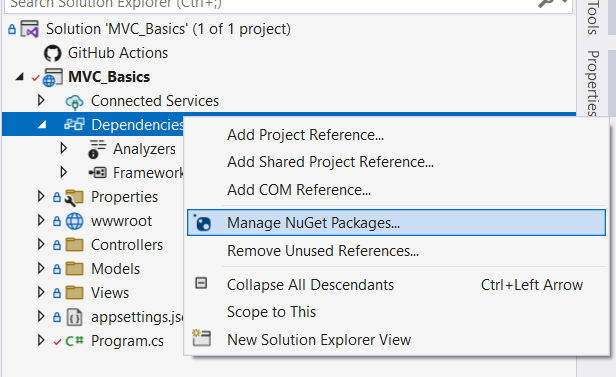 Search Solution Explorer (Ctrl+;)
Solution 'MVC_Basics' (1 of 1 project)
GitHub Actions
MVC_Basics
Connected Services
Dependencies
Analyzers
Framework
Properties
wwwroot
Controllers
Models
Views
appsettings.jso
Program.cs
Add Project Reference...
Add Shared Project Reference...
Add COM Reference...
Manage NuGet Packages...
Remove Unused References...
Collapse All Descendants Ctrl+Left Arrow
Scope to This
New Solution Explorer View
Tools
Properties